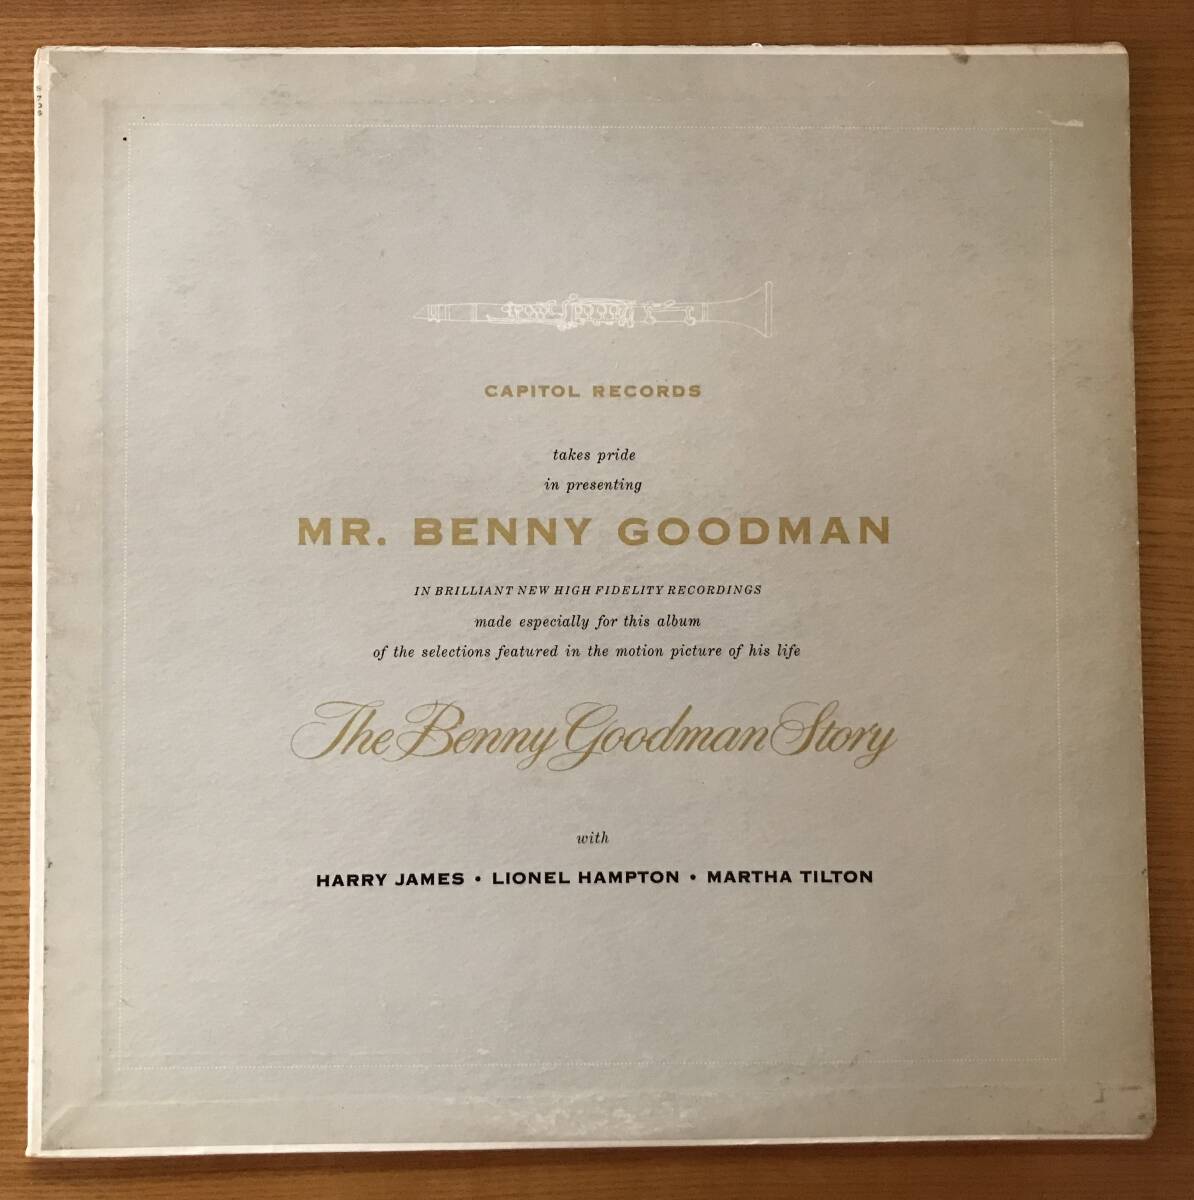 CAPITOL RECORDS
takes pride
in presenting
MR. BENNY GOODMAN
IN BRILLIANT NEW HIGH FIDELITY RECORDINGS
made especially for this album
of the selections featured in the motion picture of his life
The Benny Goodman Story
with
HARRY JAMES • LIONEL HAMPTON • MARTHA TILTON